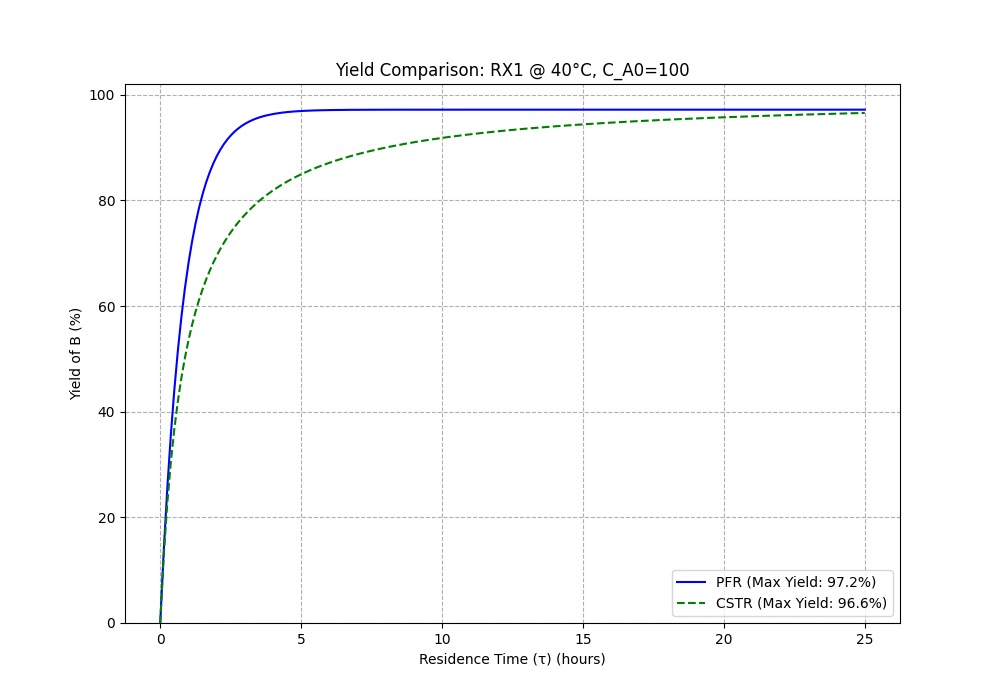 Yield Comparison: RX1 @ 40°C, C_A0=100
Yield of B (%)
100
80
60
40
20
0
0 5 10 15 20 25
Residence Time (τ) (hours)
PFR (Max Yield: 97.2%)
CSTR (Max Yield: 96.6%)